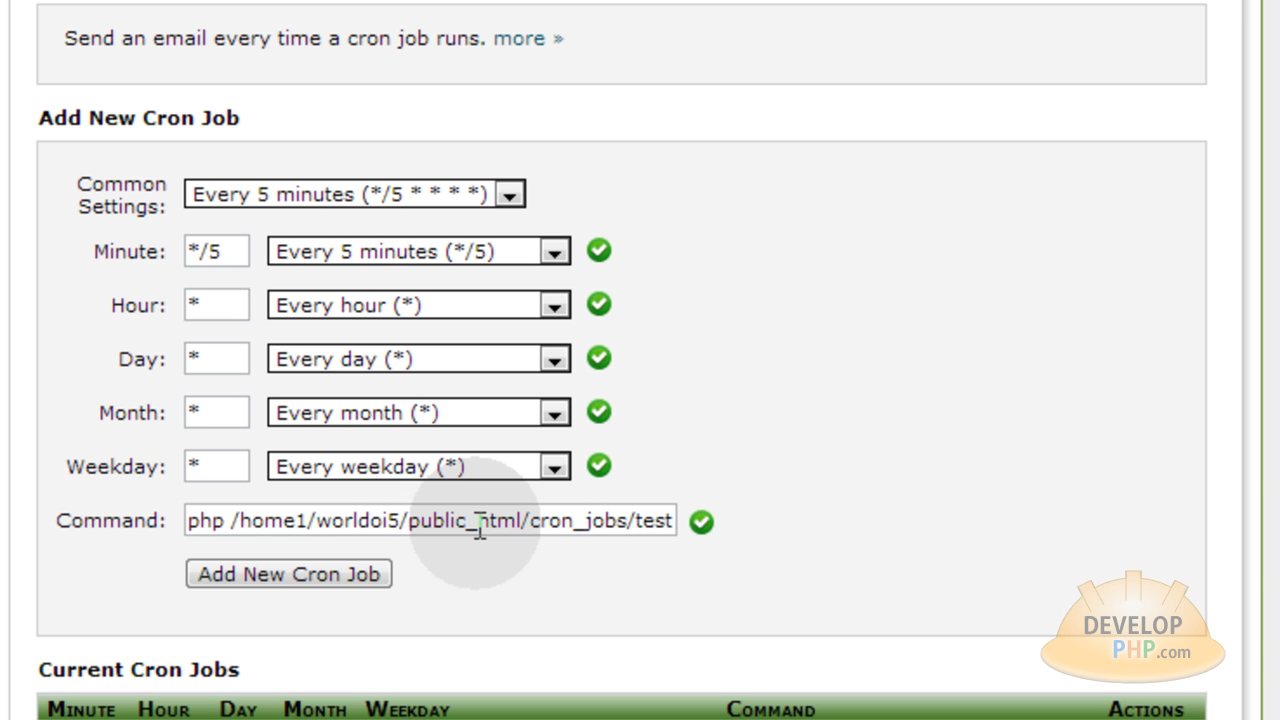 Send an email every time a cron job runs. more »
Add New Cron Job
Common Settings: Every 5 minutes (*/5 * * * *)
Minute: */5 Every 5 minutes (*/5)
Hour: * Every hour (*)
Day: * Every day (*)
Month: * Every month (*)
Weekday: * Every weekday (*)
Command: php /home1/worldoi5/public_html/cron_jobs/test
Add New Cron Job
DEVELOP
PHP.com
Current Cron Jobs
MINUTE HOUR DAY MONTH WEEKDAY COMMAND ACTIONS